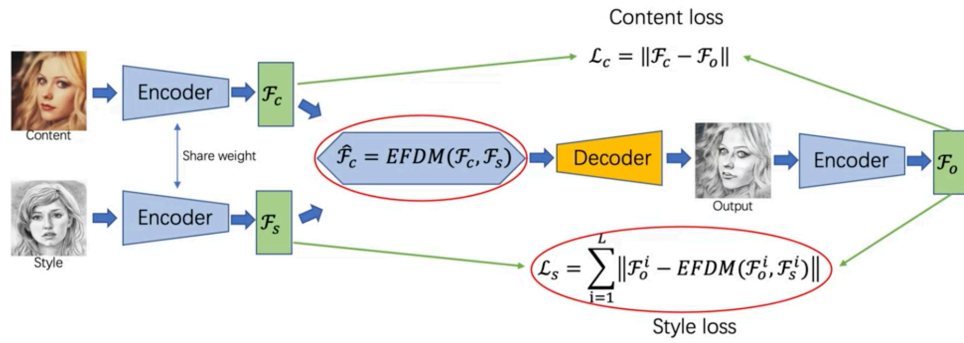 Content loss
ℒ_c = ‖ℱ_c − ℱ_o‖
Encoder
ℱ_c
Content
Share weight
ℱ̂_c = EFDM(ℱ_c, ℱ_s)
Decoder
Output
Encoder
ℱ_o
Encoder
ℱ_s
Style
ℒ_s = ∑_{i=1}^{L} ‖ℱ_o^i − EFDM(ℱ_o^i, ℱ_s^i)‖
Style loss